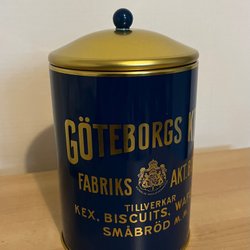 GÖTEBORGS K
FABRIKS AKT.B
TILLVERKAR
KEX. BISCUITS. WA
SMÅBRÖD M. M.